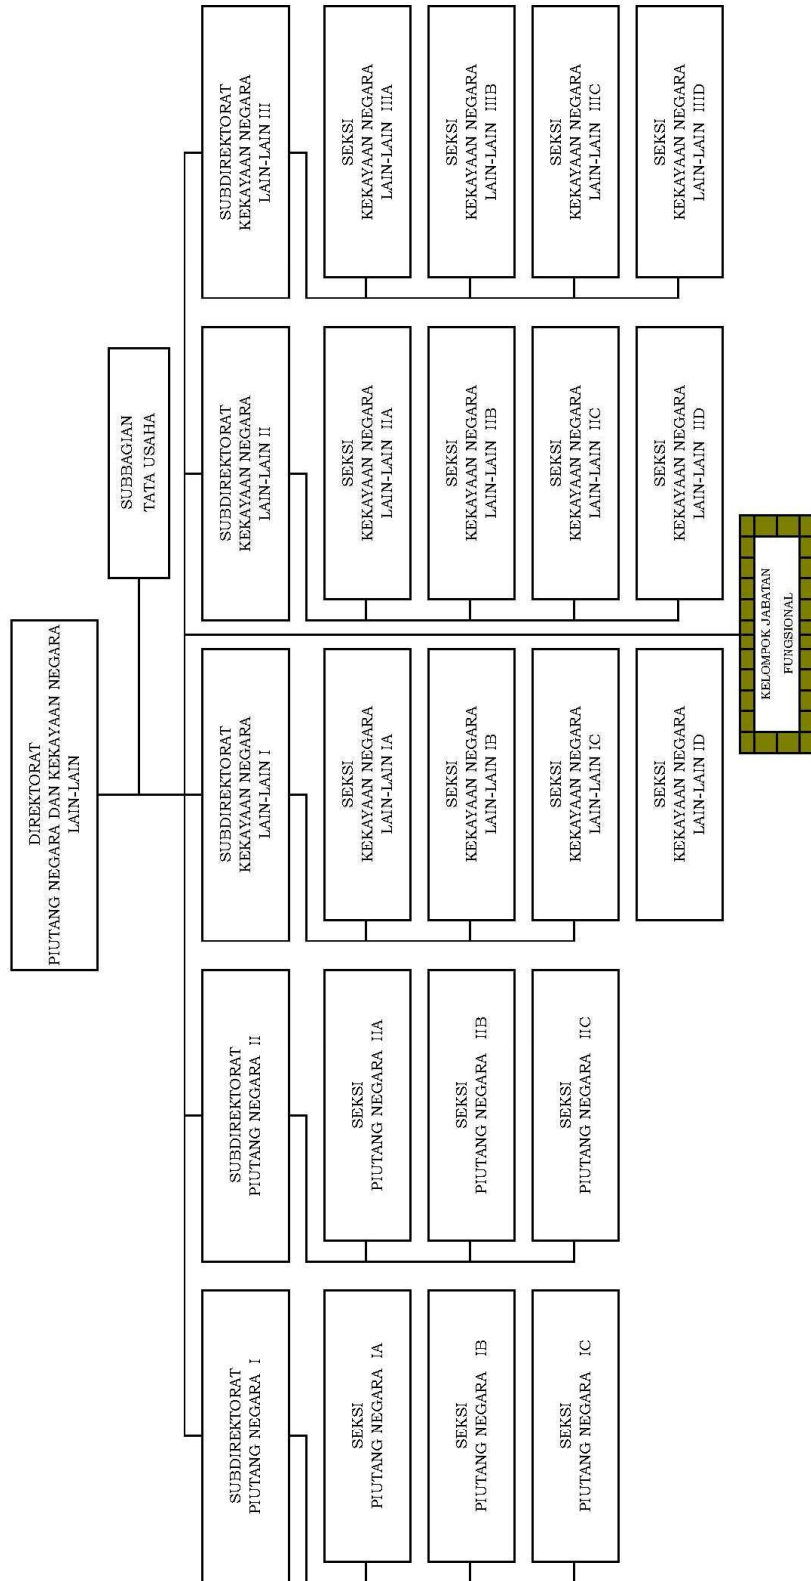 DIREKTORAT
PIUTANG NEGARA DAN KEKAYAAN NEGARA
LAIN-LAIN
SUBBAGIAN
TATA USAHA
SUBDIREKTORAT
PIUTANG NEGARA I
SUBDIREKTORAT
PIUTANG NEGARA II
SUBDIREKTORAT
KEKAYAAN NEGARA
LAIN-LAIN I
SUBDIREKTORAT
KEKAYAAN NEGARA
LAIN-LAIN II
SUBDIREKTORAT
KEKAYAAN NEGARA
LAIN-LAIN III
SEKSI
PIUTANG NEGARA IA
SEKSI
PIUTANG NEGARA IIA
SEKSI
KEKAYAAN NEGARA
LAIN-LAIN IA
SEKSI
KEKAYAAN NEGARA
LAIN-LAIN IIA
SEKSI
KEKAYAAN NEGARA
LAIN-LAIN IIIA
SEKSI
PIUTANG NEGARA IB
SEKSI
PIUTANG NEGARA IIB
SEKSI
KEKAYAAN NEGARA
LAIN-LAIN IB
SEKSI
KEKAYAAN NEGARA
LAIN-LAIN IIB
SEKSI
KEKAYAAN NEGARA
LAIN-LAIN IIIB
SEKSI
PIUTANG NEGARA IC
SEKSI
PIUTANG NEGARA IIC
SEKSI
KEKAYAAN NEGARA
LAIN-LAIN IC
SEKSI
KEKAYAAN NEGARA
LAIN-LAIN IIC
SEKSI
KEKAYAAN NEGARA
LAIN-LAIN IIIC
SEKSI
KEKAYAAN NEGARA
LAIN-LAIN ID
SEKSI
KEKAYAAN NEGARA
LAIN-LAIN IID
SEKSI
KEKAYAAN NEGARA
LAIN-LAIN IIID
KELOMPOK JABATAN
FUNGSIONAL